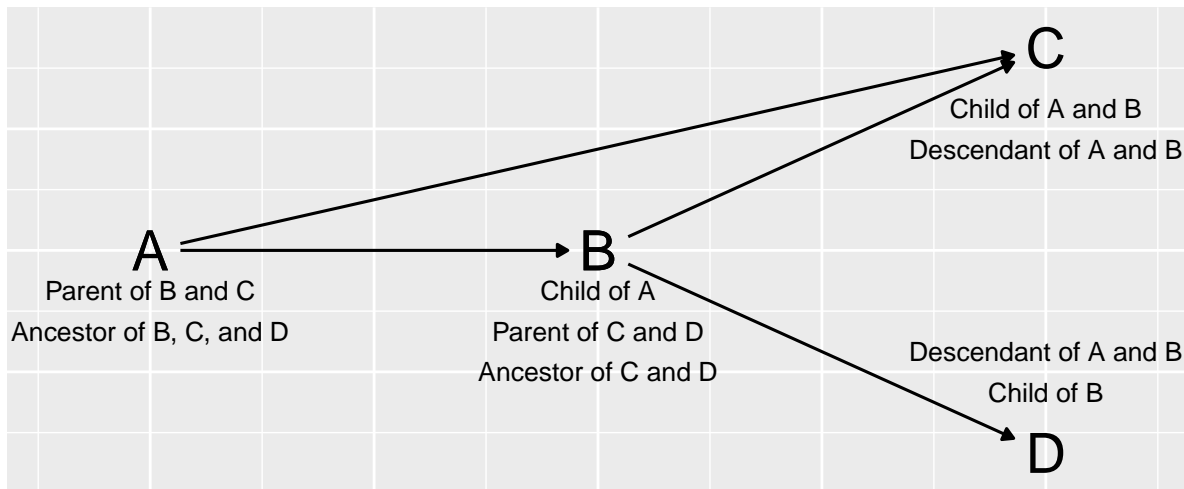 C
Child of A and B
Descendant of A and B
A
Parent of B and C
Ancestor of B, C, and D
B
Child of A
Parent of C and D
Ancestor of C and D
Descendant of A and B
Child of B
D